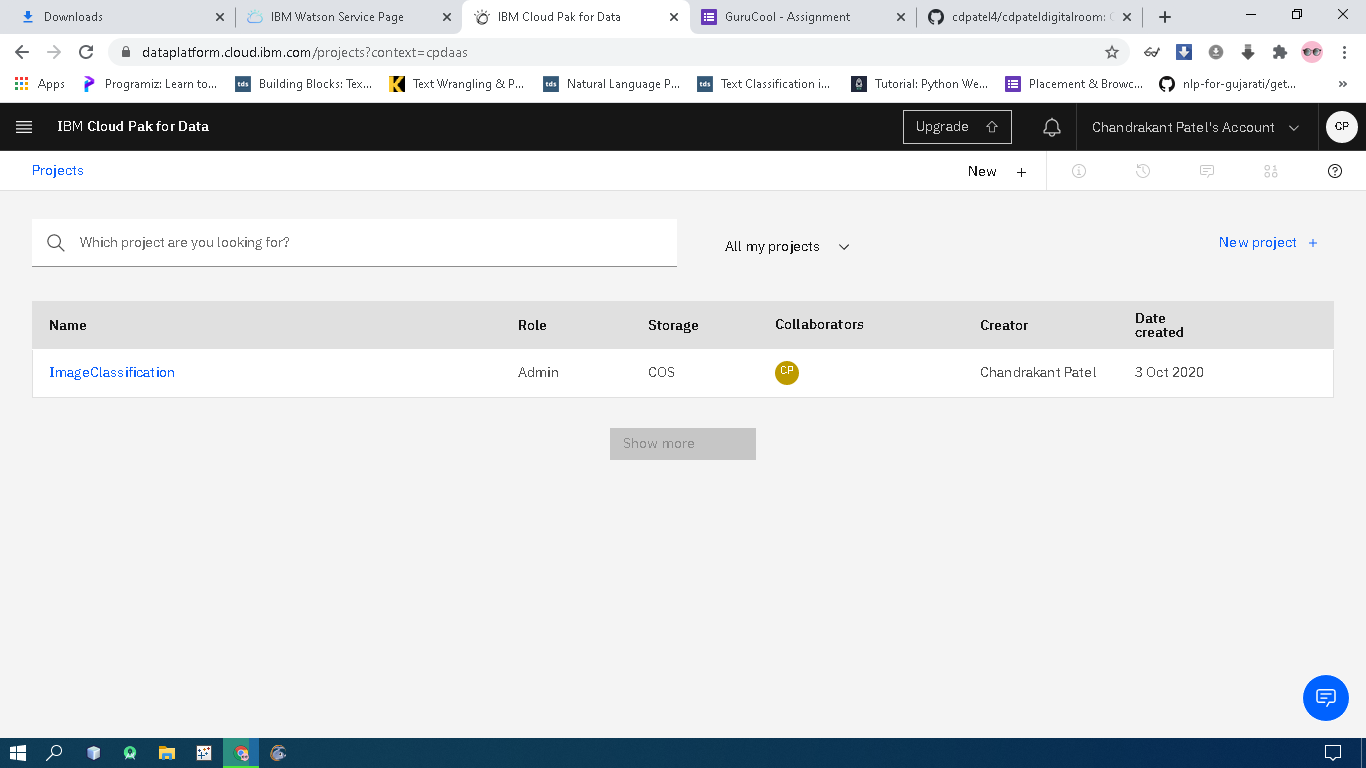 Downloads
IBM Watson Service Page
IBM Cloud Pak for Data
GuruCool - Assignment
cdpatel4/cdpateldigitalroom: C
dataplatform.cloud.ibm.com/projects?context=cpdaas
Apps
Programiz: Learn to...
tds
Building Blocks: Tex...
Text Wrangling & P...
tds
Natural Language P...
tds
Text Classification i...
Tutorial: Python We...
Placement & Browc...
nlp-for-gujarati/get...
»
IBM Cloud Pak for Data
Upgrade
Chandrakant Patel's Account
CP
Projects
New +
Which project are you looking for?
All my projects
New project +
Name Role Storage Collaborators Creator Date
created
ImageClassification Admin COS CP Chandrakant Patel 3 Oct 2020
Show more